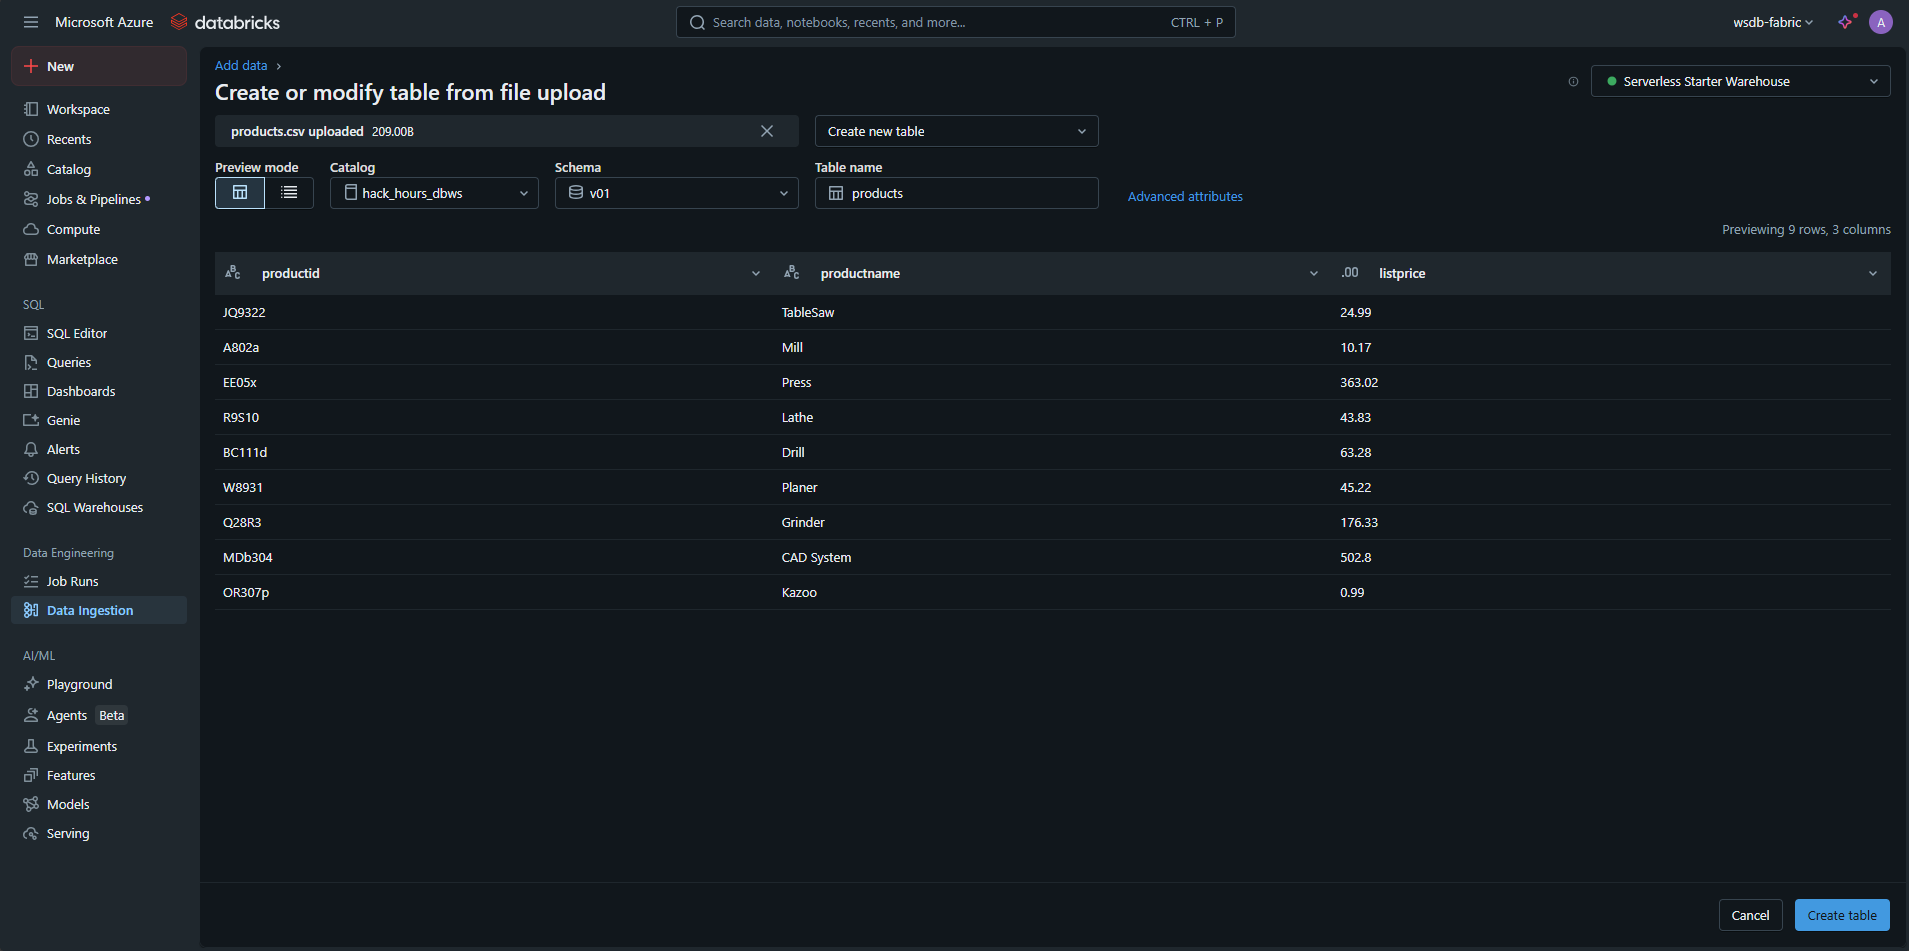 Microsoft Azure databricks
Search data, notebooks, recents, and more... CTRL + P
wsdb-fabric A
New
Workspace
Recents
Catalog
Jobs & Pipelines
Compute
Marketplace
SQL
SQL Editor
Queries
Dashboards
Genie
Alerts
Query History
SQL Warehouses
Data Engineering
Job Runs
Data Ingestion
AI/ML
Playground
Agents Beta
Experiments
Features
Models
Serving
Add data ›
Create or modify table from file upload
Serverless Starter Warehouse
products.csv uploaded 209.00B
Create new table
Preview mode Catalog Schema Table name
hack_hours_dbws v01 products Advanced attributes
Previewing 9 rows, 3 columns
ABC productid ABC productname .00 listprice
JQ9322 TableSaw 24.99
A802a Mill 10.17
EE05x Press 363.02
R9S10 Lathe 43.83
BC111d Drill 63.28
W8931 Planer 45.22
Q28R3 Grinder 176.33
MDb304 CAD System 502.8
OR307p Kazoo 0.99
Cancel Create table